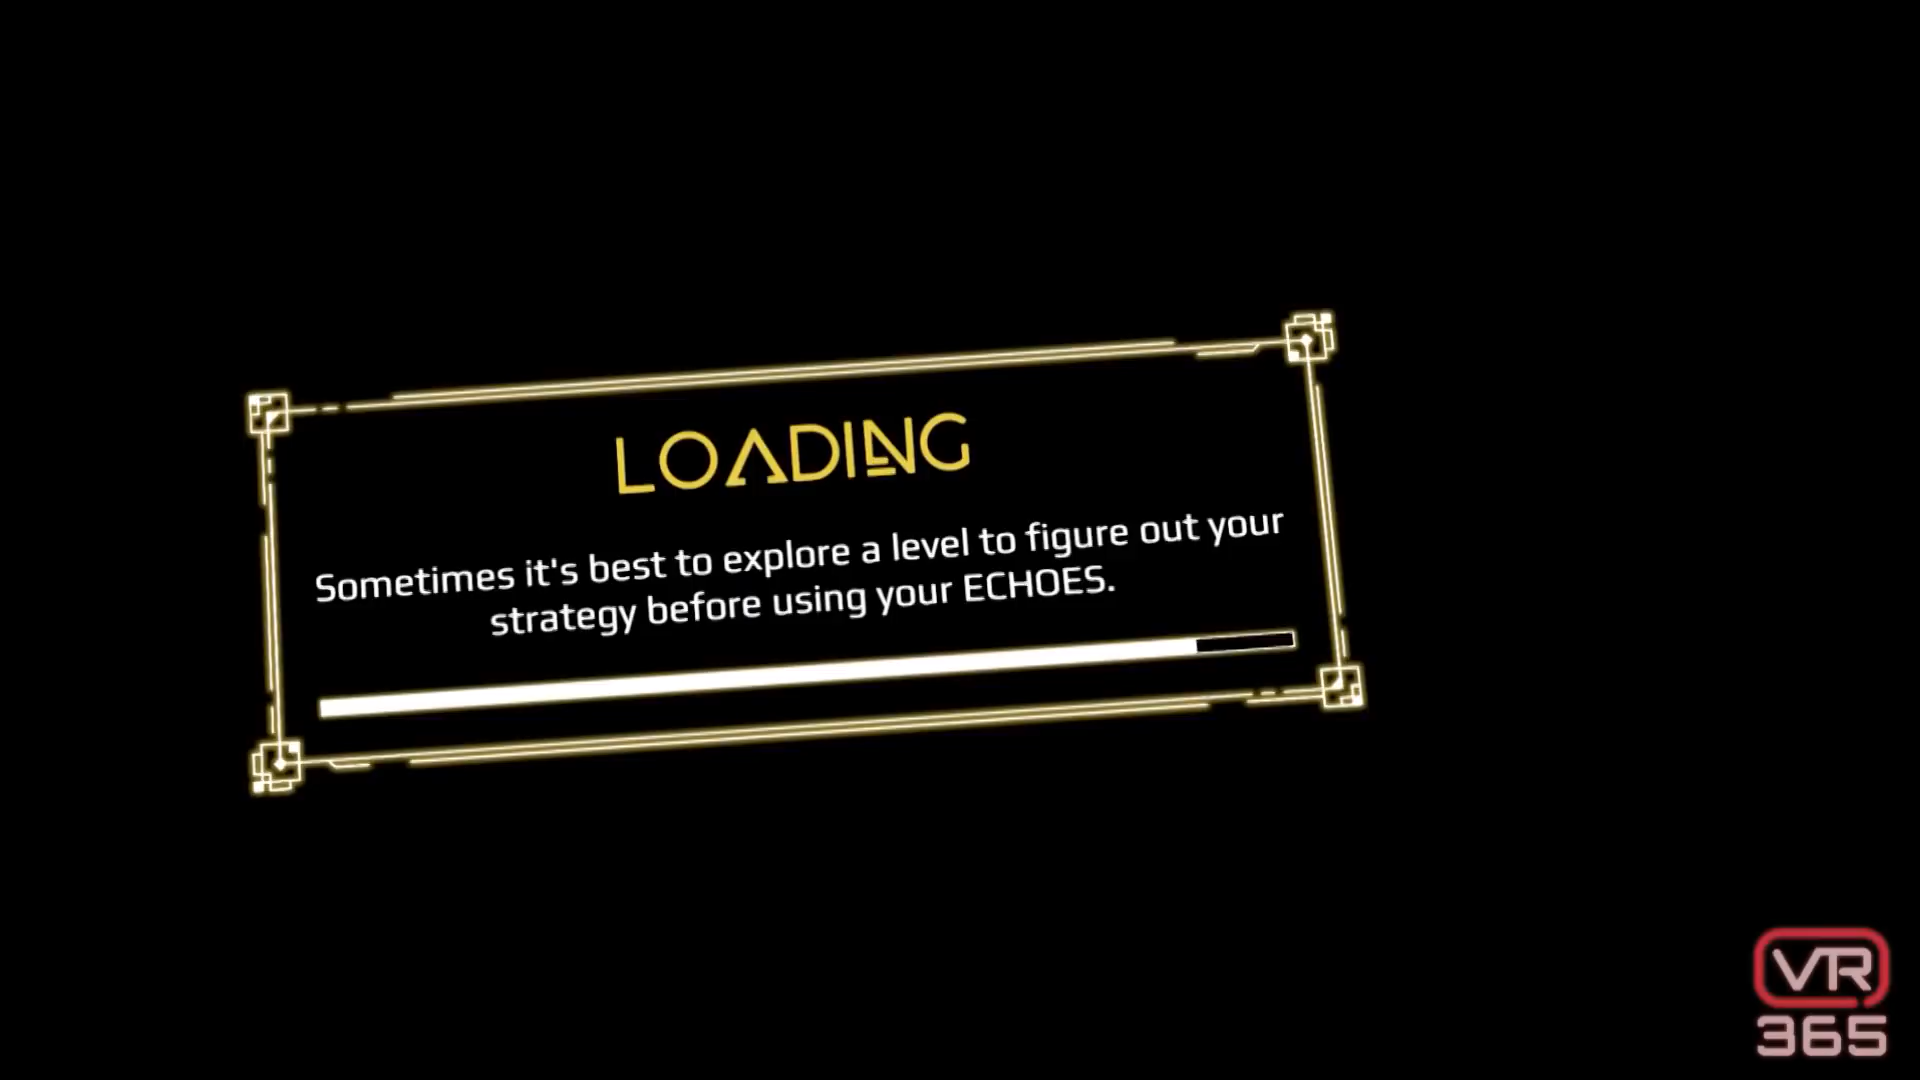 LOADING
Sometimes it's best to explore a level to figure out your
strategy before using your ECHOES.
VR
365